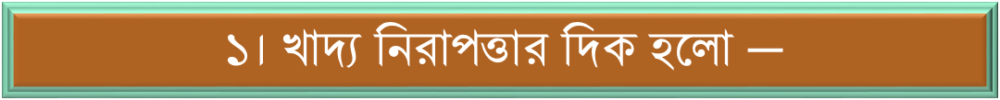 ১। খাদ্য নিরাপত্তার দিক হলো —